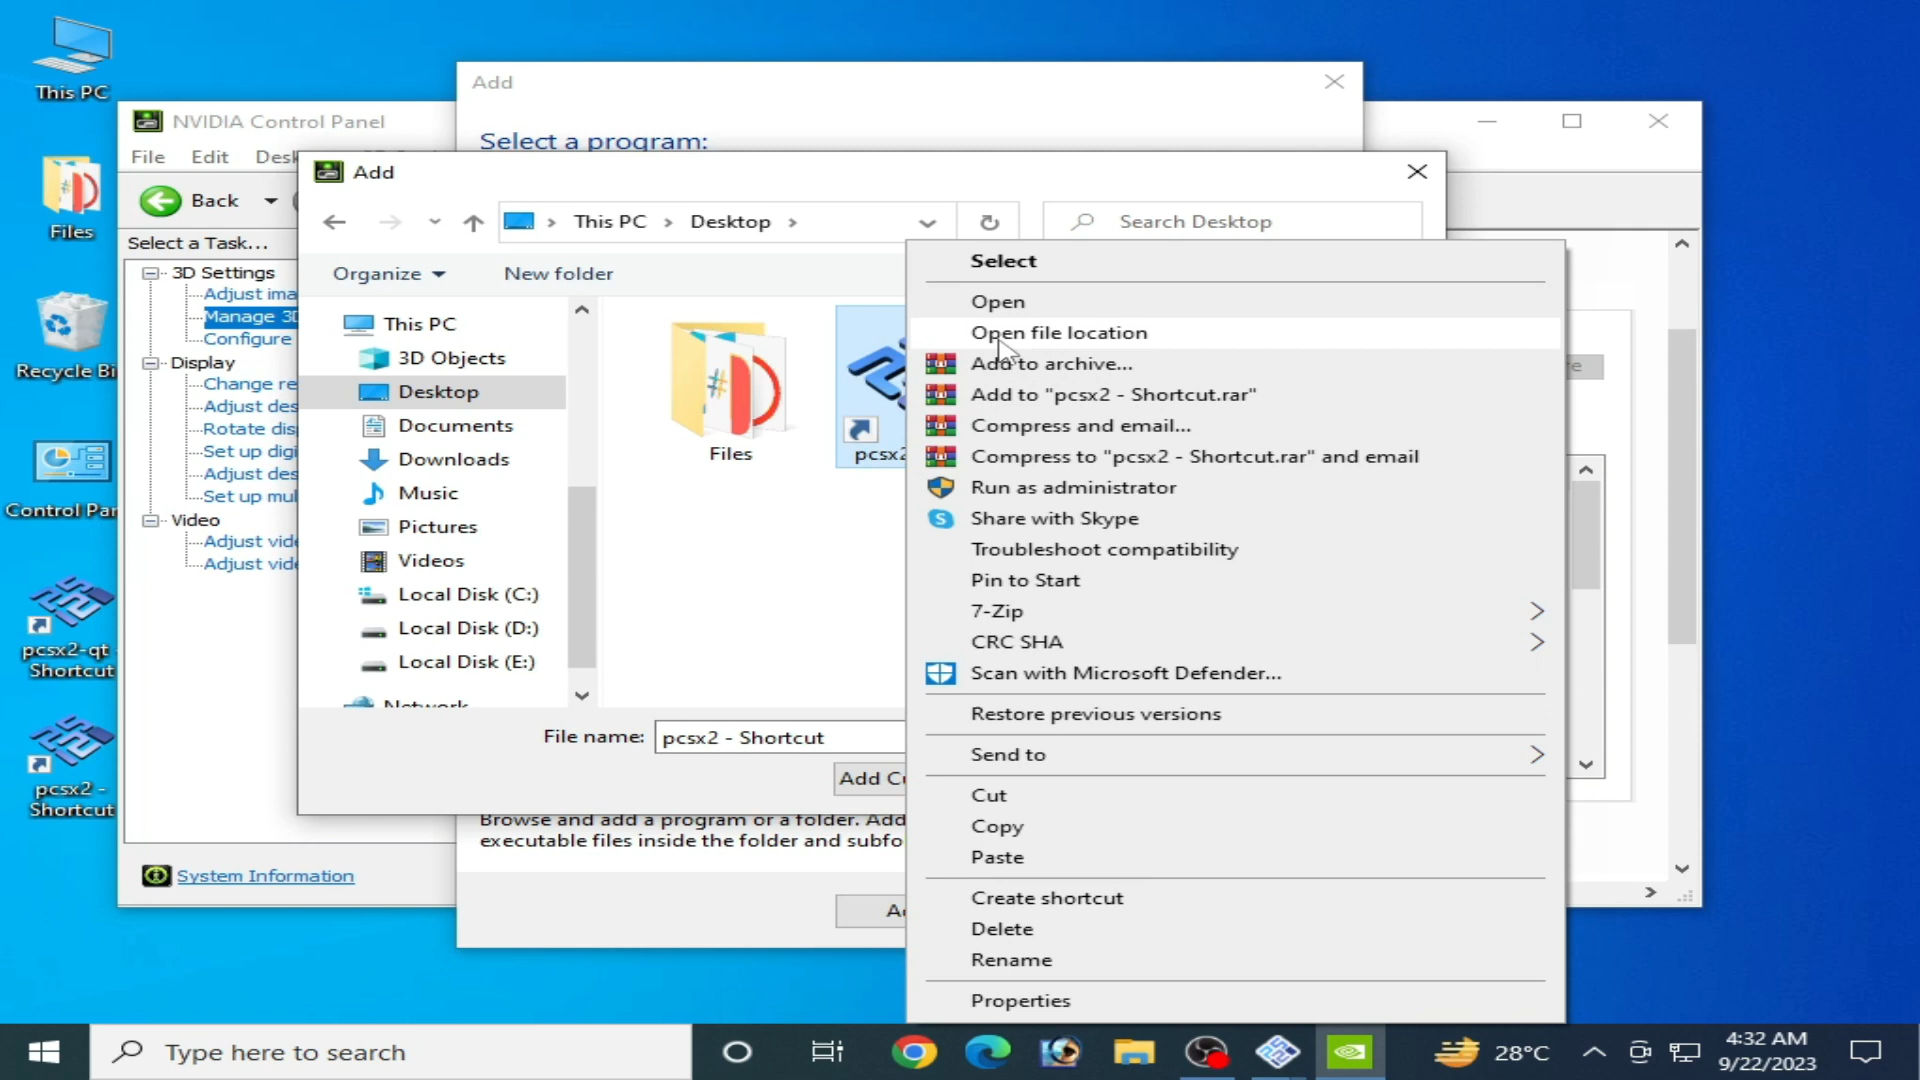 This PC
Files
Recycle Bi
Control Par
pcsx2-qt
Shortcut
pcsx2 -
Shortcut
NVIDIA Control Panel
File
Edit
Desk
Back
Select a Task...
3D Settings
Adjust ima
Manage 3D
Configure
Display
Change re
Adjust des
Rotate disp
Set up digi
Adjust des
Set up mul
Video
Adjust vide
Adjust vide
System Information
Add
Select a program:
Add
This PC
Desktop
Search Desktop
Organize
New folder
This PC
3D Objects
Desktop
Documents
Downloads
Music
Pictures
Videos
Local Disk (C:)
Local Disk (D:)
Local Disk (E:)
Network
Files
pcsx2
File name:
pcsx2 - Shortcut
Add Cu
Browse and add a program or a folder. Add
executable files inside the folder and subfo
Select
Open
Open file location
Add to archive...
Add to "pcsx2 - Shortcut.rar"
Compress and email...
Compress to "pcsx2 - Shortcut.rar" and email
Run as administrator
Share with Skype
Troubleshoot compatibility
Pin to Start
7-Zip
CRC SHA
Scan with Microsoft Defender...
Restore previous versions
Send to
Cut
Copy
Paste
Create shortcut
Delete
Rename
Properties
Type here to search
28°C
4:32 AM
9/22/2023